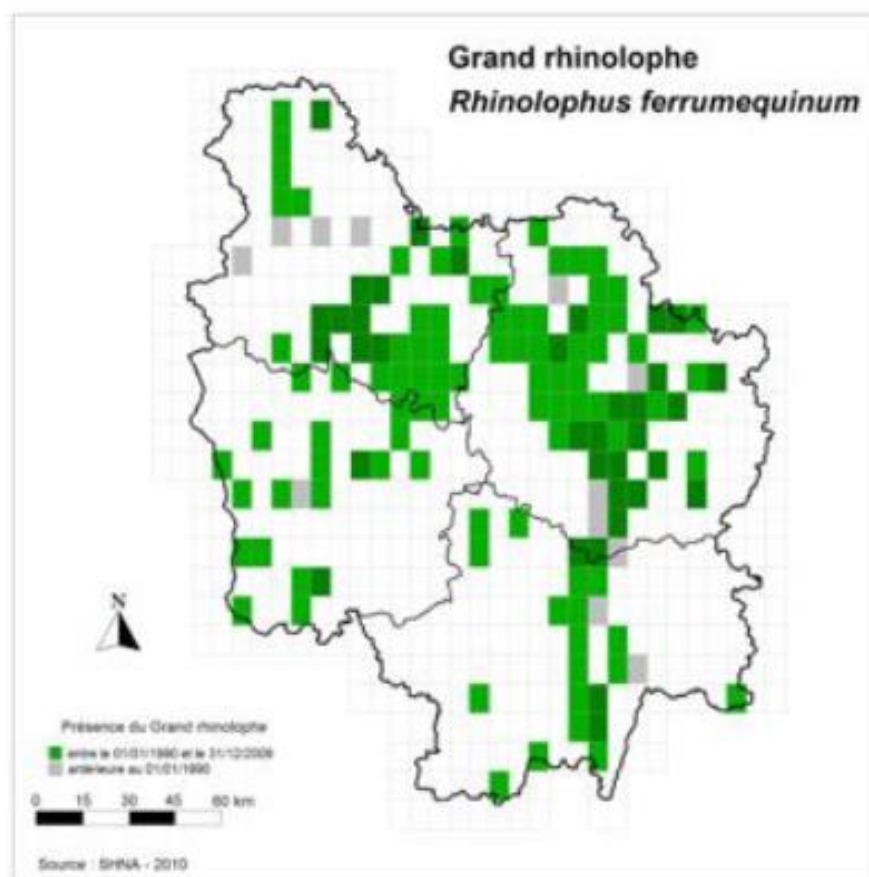 Grand rhinolophe
Rhinolophus ferrumequinum
N
Présence du Grand rhinolophe
entre le 01/01/1990 et le 31/12/2009
antérieure au 01/01/1990
0 15 30 45 60 km
Source : SHNA - 2010